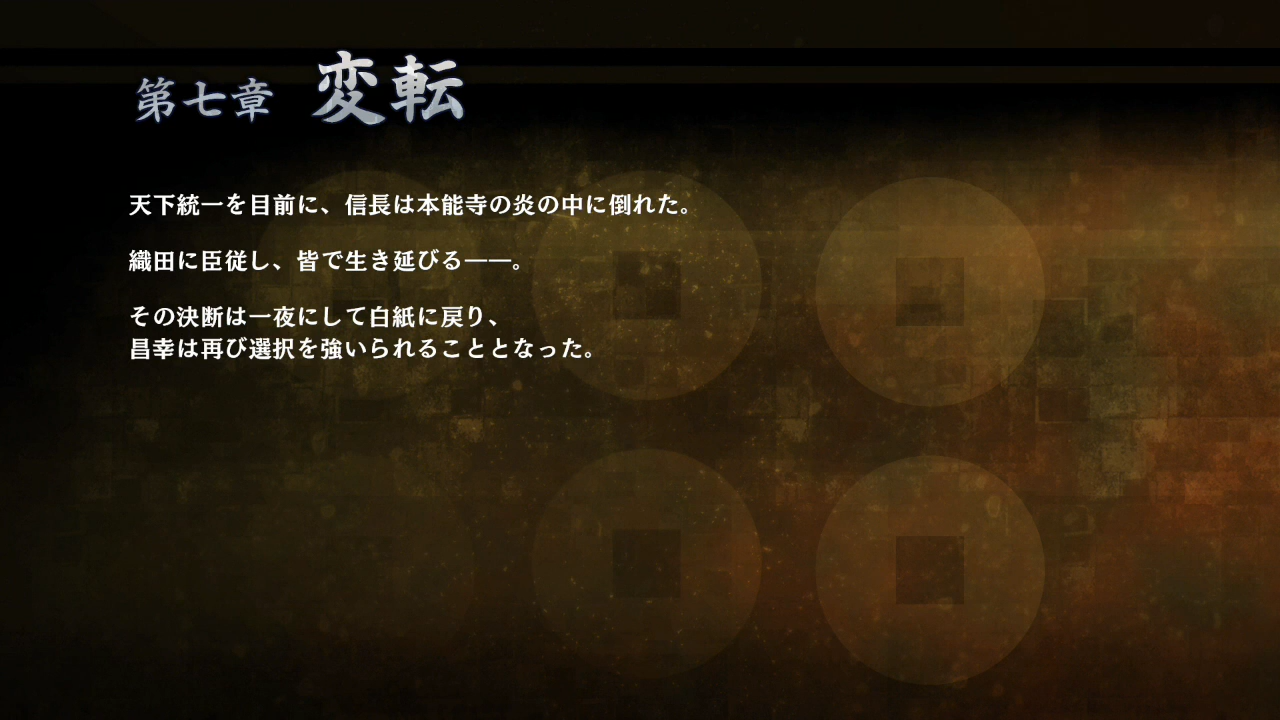 第七章 変転
天下統一を目前に、信長は本能寺の炎の中に倒れた。
織田に臣従し、皆で生き延びる――。
その決断は一夜にして白紙に戻り、
昌幸は再び選択を強いられることとなった。